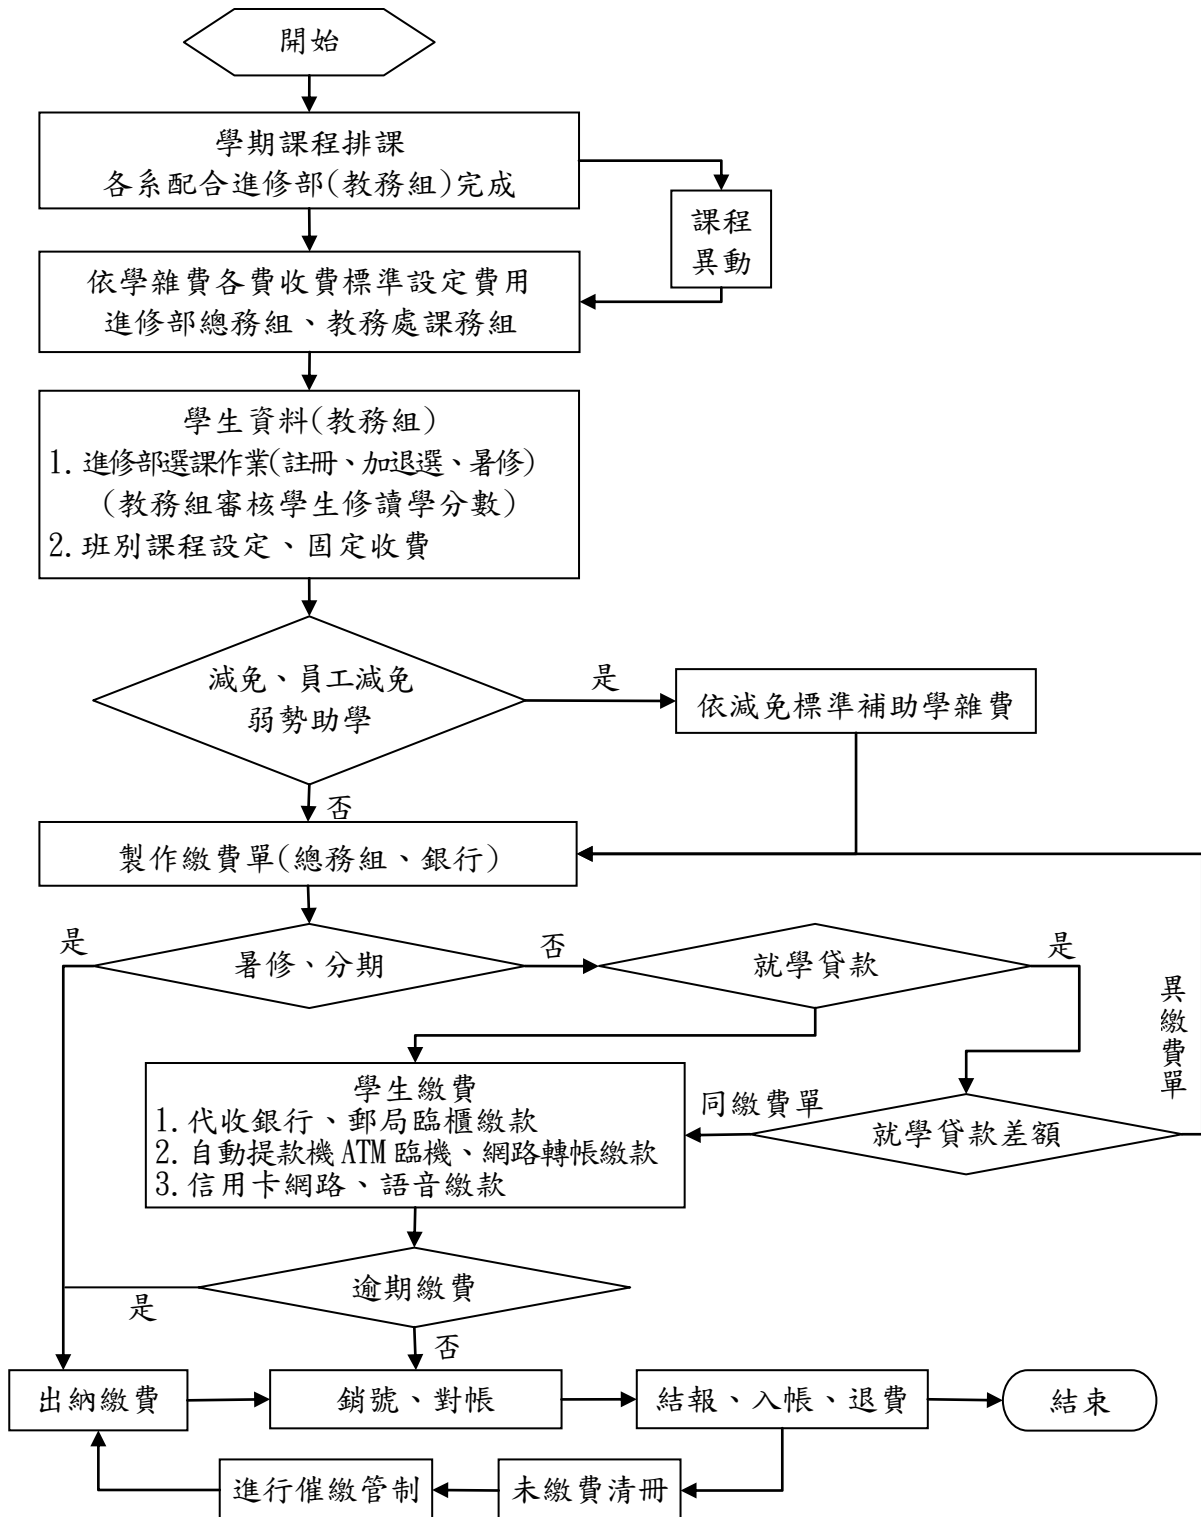 開始
學期課程排課
各系配合進修部(教務組)完成
課程
異動
依學雜費各費收費標準設定費用
進修部總務組、教務處課務組
學生資料(教務組)
1.進修部選課作業(註冊、加退選、暑修)
(教務組審核學生修讀學分數)
2.班別課程設定、固定收費
減免、員工減免
弱勢助學
是
依減免標準補助學雜費
否
製作繳費單(總務組、銀行)
是
暑修、分期
否
就學貸款
是
異
繳
費
單
學生繳費
1.代收銀行、郵局臨櫃繳款
2.自動提款機ATM臨機、網路轉帳繳款
3.信用卡網路、語音繳款
同繳費單
就學貸款差額
逾期繳費
是
否
出納繳費
銷號、對帳
結報、入帳、退費
結束
進行催繳管制
未繳費清冊